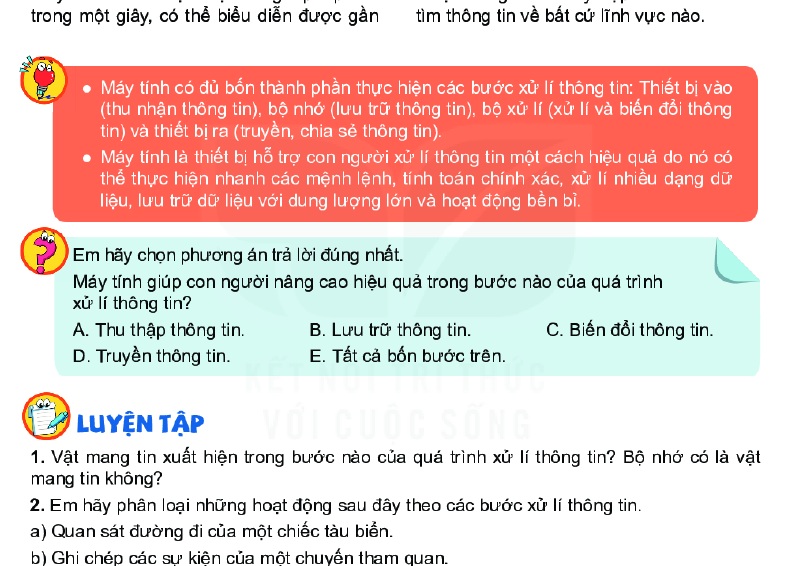 trong một giây, có thể biểu diễn được gần
tìm thông tin về bất cứ lĩnh vực nào.
● Máy tính có đủ bốn thành phần thực hiện các bước xử lí thông tin: Thiết bị vào
(thu nhận thông tin), bộ nhớ (lưu trữ thông tin), bộ xử lí (xử lí và biến đổi thông
tin) và thiết bị ra (truyền, chia sẻ thông tin).
● Máy tính là thiết bị hỗ trợ con người xử lí thông tin một cách hiệu quả do nó có
thể thực hiện nhanh các mệnh lệnh, tính toán chính xác, xử lí nhiều dạng dữ
liệu, lưu trữ dữ liệu với dung lượng lớn và hoạt động bền bỉ.
Em hãy chọn phương án trả lời đúng nhất.
Máy tính giúp con người nâng cao hiệu quả trong bước nào của quá trình
xử lí thông tin?
A. Thu thập thông tin. B. Lưu trữ thông tin. C. Biến đổi thông tin.
D. Truyền thông tin. E. Tất cả bốn bước trên.
KẾT NỐI TRI THỨC
VỚI CUỘC SỐNG
LUYỆN TẬP
1. Vật mang tin xuất hiện trong bước nào của quá trình xử lí thông tin? Bộ nhớ có là vật
mang tin không?
2. Em hãy phân loại những hoạt động sau đây theo các bước xử lí thông tin.
a) Quan sát đường đi của một chiếc tàu biển.
b) Ghi chép các sự kiện của một chuyến tham quan.